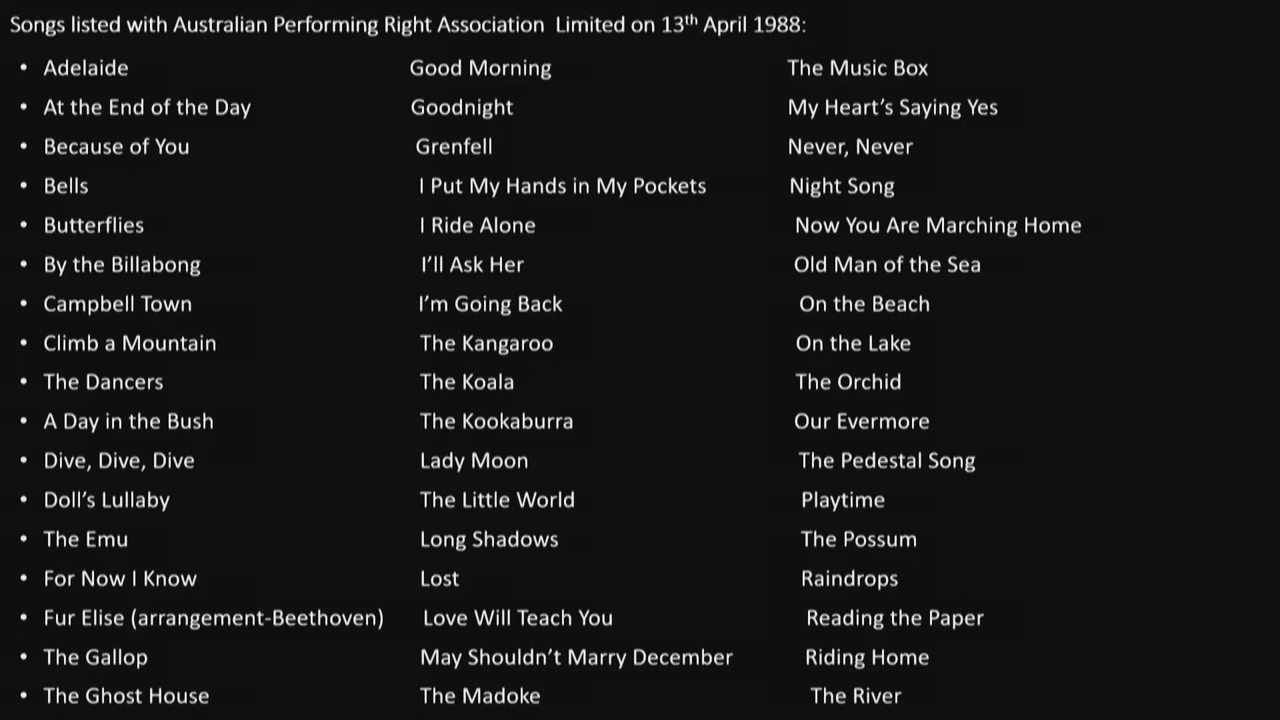 Songs listed with Australian Performing Right Association Limited on 13th April 1988:
• Adelaide Good Morning The Music Box
• At the End of the Day Goodnight My Heart's Saying Yes
• Because of You Grenfell Never, Never
• Bells I Put My Hands in My Pockets Night Song
• Butterflies I Ride Alone Now You Are Marching Home
• By the Billabong I'll Ask Her Old Man of the Sea
• Campbell Town I'm Going Back On the Beach
• Climb a Mountain The Kangaroo On the Lake
• The Dancers The Koala The Orchid
• A Day in the Bush The Kookaburra Our Evermore
• Dive, Dive, Dive Lady Moon The Pedestal Song
• Doll's Lullaby The Little World Playtime
• The Emu Long Shadows The Possum
• For Now I Know Lost Raindrops
• Fur Elise (arrangement-Beethoven) Love Will Teach You Reading the Paper
• The Gallop May Shouldn't Marry December Riding Home
• The Ghost House The Madoke The River